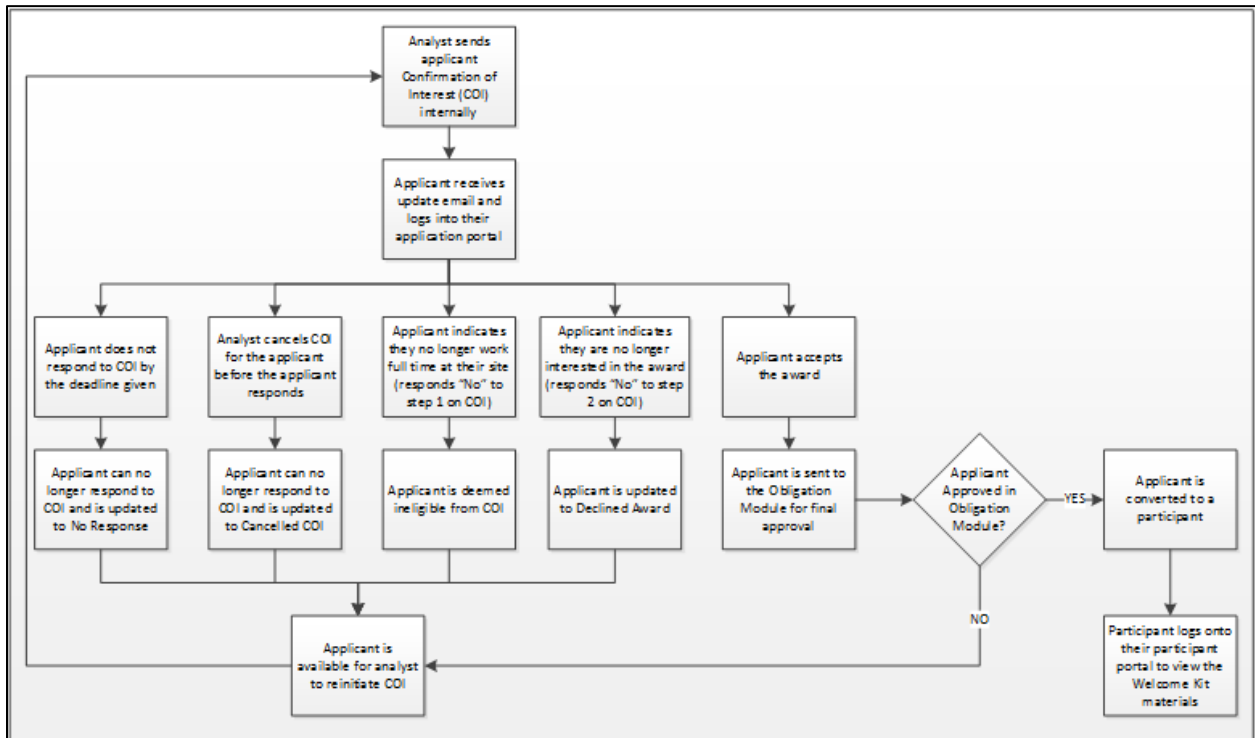 Analyst sends
applicant
Confirmation of
Interest (COI)
internally
Applicant receives
update email and
logs into their
application portal
Applicant does not
respond to COI by
the deadline given
Analyst cancels COI
for the applicant
before the applicant
responds
Applicant indicates
they no longer work
full time at their site
(responds “No” to
step 1 on COI)
Applicant indicates
they are no longer
interested in the award
(responds “No” to step
2 on COI)
Applicant accepts
the award
Applicant can no
longer respond to
COI and is updated
to No Response
Applicant can no
longer respond to
COI and is updated
to Cancelled COI
Applicant is deemed
ineligible from COI
Applicant is updated
to Declined Award
Applicant is sent to
the Obligation
Module for final
approval
Applicant
Approved in
Obligation
Module?
YES
Applicant is
converted to a
participant
NO
Applicant is
available for analyst
to reinitiate COI
Participant logs onto
their participant
portal to view the
Welcome Kit
materials